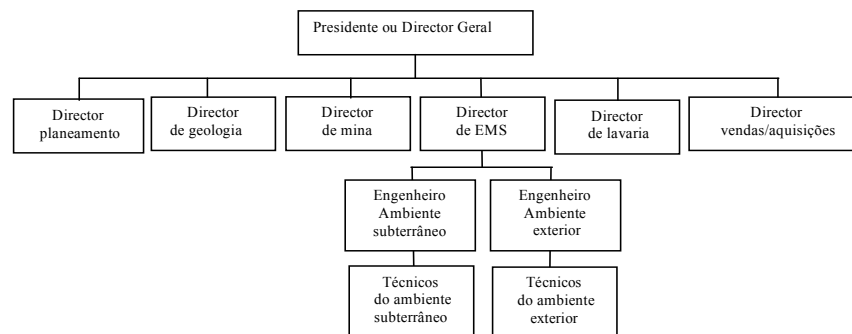 Presidente ou Director Geral
Director
planeamento
Director
de geologia
Director
de mina
Director
de EMS
Director
de lavaria
Director
vendas/aquisições
Engenheiro
Ambiente
subterrâneo
Engenheiro
Ambiente
exterior
Técnicos
do ambiente
subterrâneo
Técnicos
do ambiente
exterior